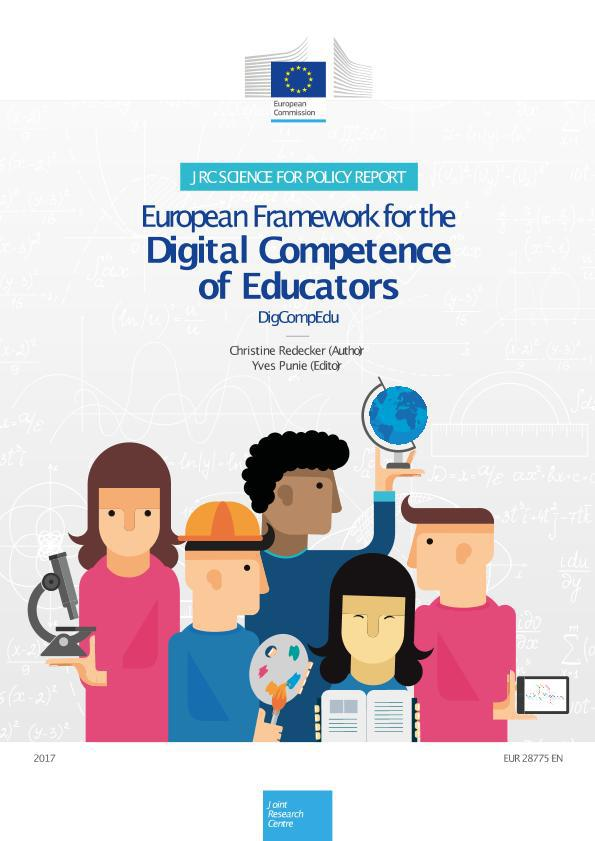 European
Commission
JRC SCIENCE FOR POLICY REPORT
European Framework for the
Digital Competence
of Educators
DigCompEdu
Christine Redecker (Author)
Yves Punie (Editor)
2017
EUR 28775 EN
Joint
Research
Centre